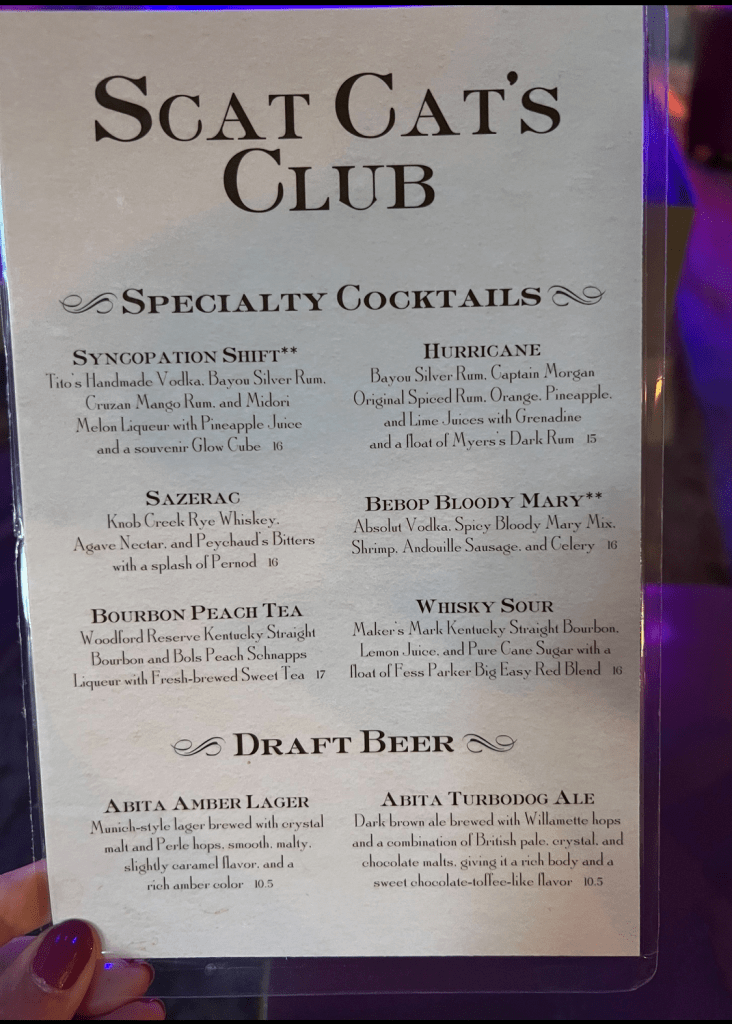 Scat Cat's
Club
Specialty Cocktails
Syncopation Shift**
Tito's Handmade Vodka, Bayou Silver Rum,
Cruzan Mango Rum, and Midori
Melon Liqueur with Pineapple Juice
and a souvenir Glow Cube 16
Hurricane
Bayou Silver Rum, Captain Morgan
Original Spiced Rum, Orange, Pineapple,
and Lime Juices with Grenadine
and a float of Myers's Dark Rum 15
Sazerac
Knob Creek Rye Whiskey,
Agave Nectar, and Peychaud's Bitters
with a splash of Pernod 16
Bebop Bloody Mary**
Absolut Vodka, Spicy Bloody Mary Mix,
Shrimp, Andouille Sausage, and Celery 16
Bourbon Peach Tea
Woodford Reserve Kentucky Straight
Bourbon and Bols Peach Schnapps
Liqueur with Fresh-brewed Sweet Tea 17
Whisky Sour
Maker's Mark Kentucky Straight Bourbon,
Lemon Juice, and Pure Cane Sugar with a
float of Fess Parker Big Easy Red Blend 16
Draft Beer
Abita Amber Lager
Munich-style lager brewed with crystal
malt and Perle hops, smooth, malty,
slightly caramel flavor, and a
rich amber color 10.5
Abita Turbodog Ale
Dark brown ale brewed with Willamette hops
and a combination of British pale, crystal, and
chocolate malts, giving it a rich body and a
sweet chocolate-toffee-like flavor 10.5